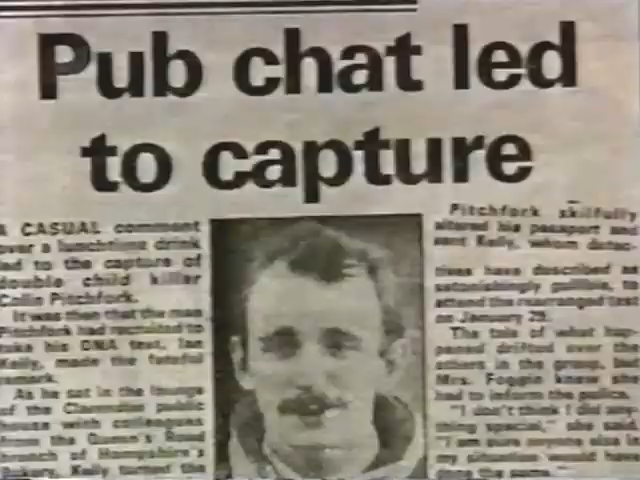 Pub chat led
to capture
A CASUAL comment
over a lunchtime drink
led to the capture of
double child killer
Colin Pitchfork.
It was then that the man
Pitchfork had recruited to
take his DNA test, Ian
Kelly, made the fateful
remark.
As he sat in the lounge
of the Clarendon public
house with colleagues
from the Queen's Road
branch of Hampshire's
Bakery, Kelly turned the
Pitchfork skilfully
altered his passport and
sent Kelly, whom detec-
tives have described as
astonishingly gullible, to
attend the rearranged test
on January
The tale of what hap-
pened drifted over the
others in the group, but
Mrs. Foggin knew she
had to inform the police.
"I don't think I did any-
thing special," she said.
"I am sure anyone else in
my situation would have
done the same."